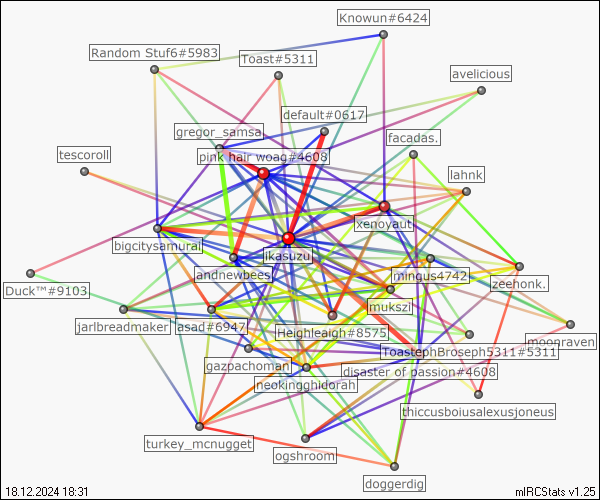 Knowun#6424
Random Stuf6#5983
Toast#5311
avelicious
default#0617
gregor_samsa
facadas.
tescoroll
pink hair woag#4608
lahnk
xenoyaut
bigcitysamurai
ikasuzu
andnewbees
mingus4742
zeehonk.
Duck™#9103
mukszi
jarlbreadmaker
asad#6947
Heighleaigh#8575
moonraven
ToastephBroseph5311#5311
gazpachoman
disaster of passion#4608
neokingghidorah
thiccusboiusalexusjoneus
turkey_mcnugget
ogshroom
doggerdig
18.12.2024 18:31
mIRCStats v1.25